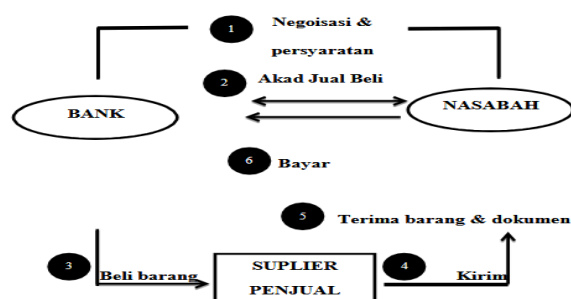 1 Negoisasi &
persyaratan
2 Akad Jual Beli
BANK
NASABAH
6 Bayar
5 Terima barang & dokumen
3 Beli barang
SUPLIER
PENJUAL
4 Kirim